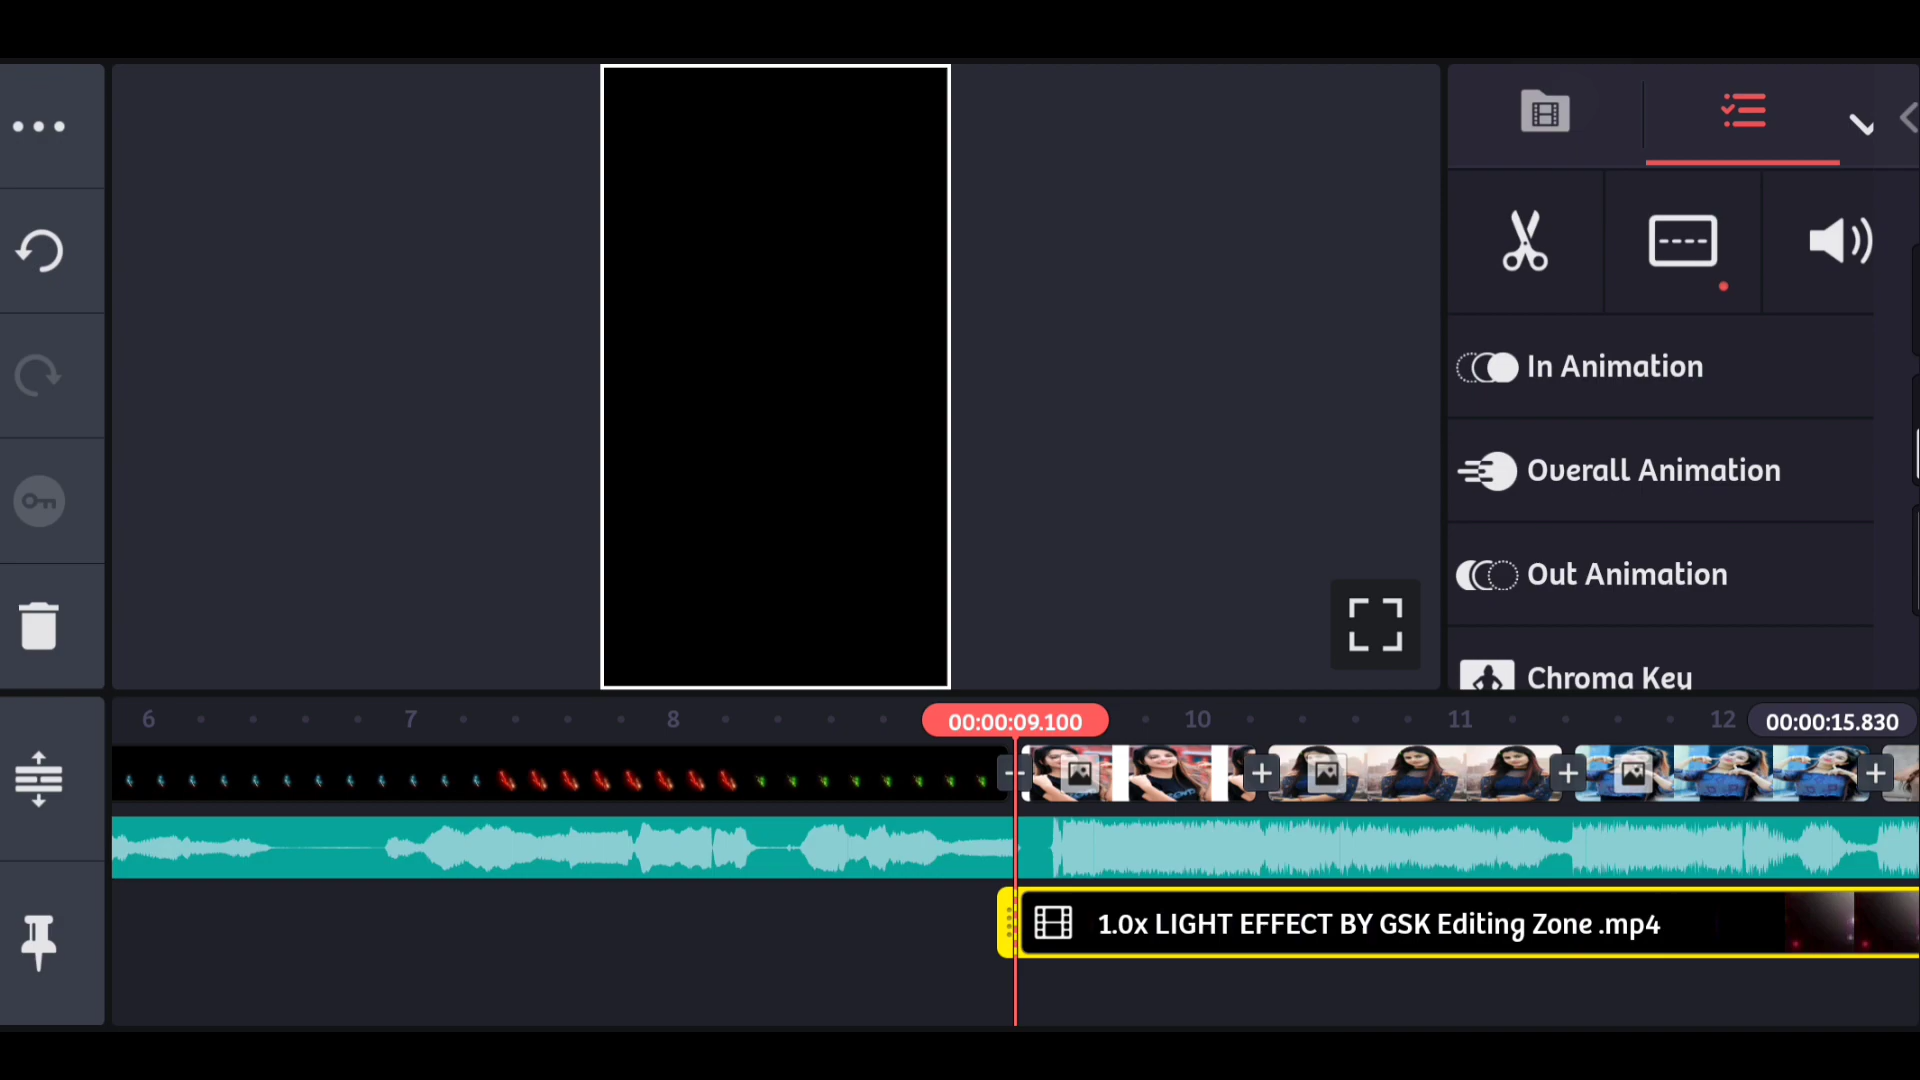 In Animation
Overall Animation
Out Animation
Chroma Key
6
7
8
00:00:09.100
10
11
12
00:00:15.830
1.0x LIGHT EFFECT BY GSK Editing Zone .mp4